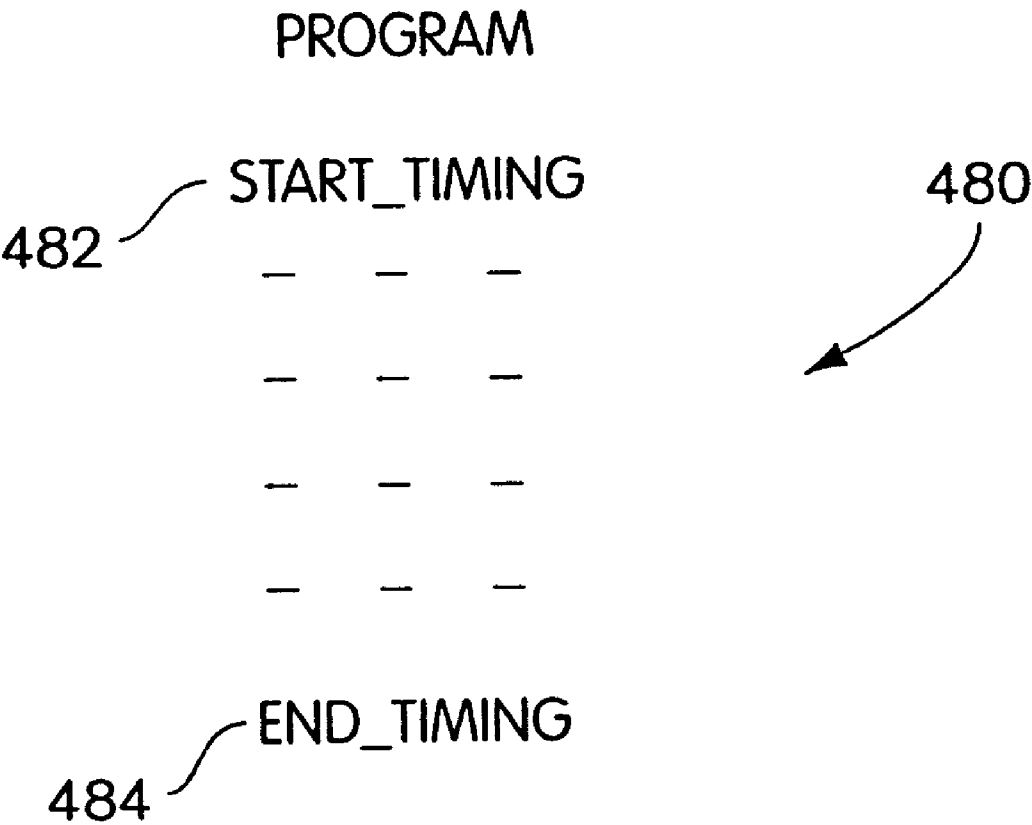 PROGRAM
START_TIMING
480
482
— — —
— — —
— — —
— — —
END_TIMING
484